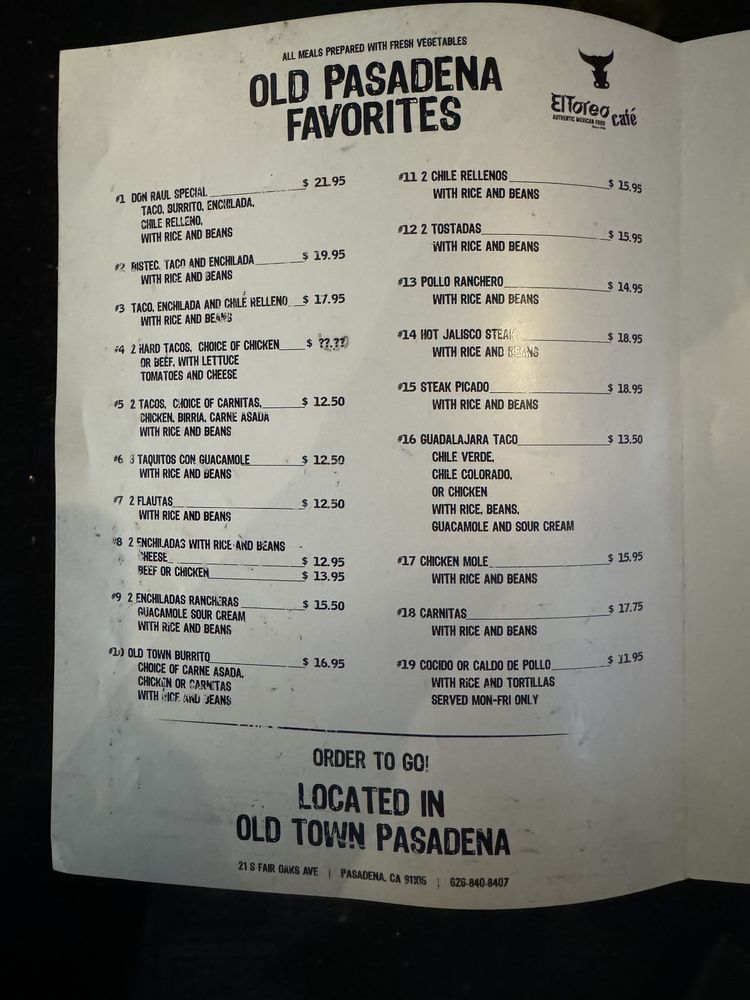 ALL MEALS PREPARED WITH FRESH VEGETABLES
OLD PASADENA
FAVORITES
El Toreo café
AUTHENTIC MEXICAN FOOD
#1 DON RAUL SPECIAL $ 21.95
TACO, BURRITO, ENCHILADA,
CHILE RELLENO,
WITH RICE AND BEANS
#2 BISTEC, TACO AND ENCHILADA $ 19.95
WITH RICE AND BEANS
#3 TACO, ENCHILADA AND CHILE RELLENO $ 17.95
WITH RICE AND BEANS
#4 2 HARD TACOS, CHOICE OF CHICKEN $ ??.??
OR BEEF, WITH LETTUCE
TOMATOES AND CHEESE
#5 2 TACOS, CHOICE OF CARNITAS, $ 12.50
CHICKEN, BIRRIA, CARNE ASADA
WITH RICE AND BEANS
#6 3 TAQUITOS CON GUACAMOLE $ 12.50
WITH RICE AND BEANS
#7 2 FLAUTAS $ 12.50
WITH RICE AND BEANS
#8 2 ENCHILADAS WITH RICE AND BEANS
CHEESE $ 12.95
BEEF OR CHICKEN $ 13.95
#9 2 ENCHILADAS RANCHERAS $ 15.50
GUACAMOLE SOUR CREAM
WITH RICE AND BEANS
#10 OLD TOWN BURRITO $ 16.95
CHOICE OF CARNE ASADA,
CHICKEN OR CARNITAS
WITH RICE AND BEANS
#11 2 CHILE RELLENOS $ 15.95
WITH RICE AND BEANS
#12 2 TOSTADAS $ 15.95
WITH RICE AND BEANS
#13 POLLO RANCHERO $ 14.95
WITH RICE AND BEANS
#14 HOT JALISCO STEAK $ 18.95
WITH RICE AND BEANS
#15 STEAK PICADO $ 18.95
WITH RICE AND BEANS
#16 GUADALAJARA TACO $ 13.50
CHILE VERDE,
CHILE COLORADO,
OR CHICKEN
WITH RICE, BEANS,
GUACAMOLE AND SOUR CREAM
#17 CHICKEN MOLE $ 15.95
WITH RICE AND BEANS
#18 CARNITAS $ 17.75
WITH RICE AND BEANS
#19 COCIDO OR CALDO DE POLLO $ 11.95
WITH RICE AND TORTILLAS
SERVED MON-FRI ONLY
ORDER TO GO!
LOCATED IN
OLD TOWN PASADENA
21 S FAIR OAKS AVE | PASADENA, CA 91105 | 626-840-8407